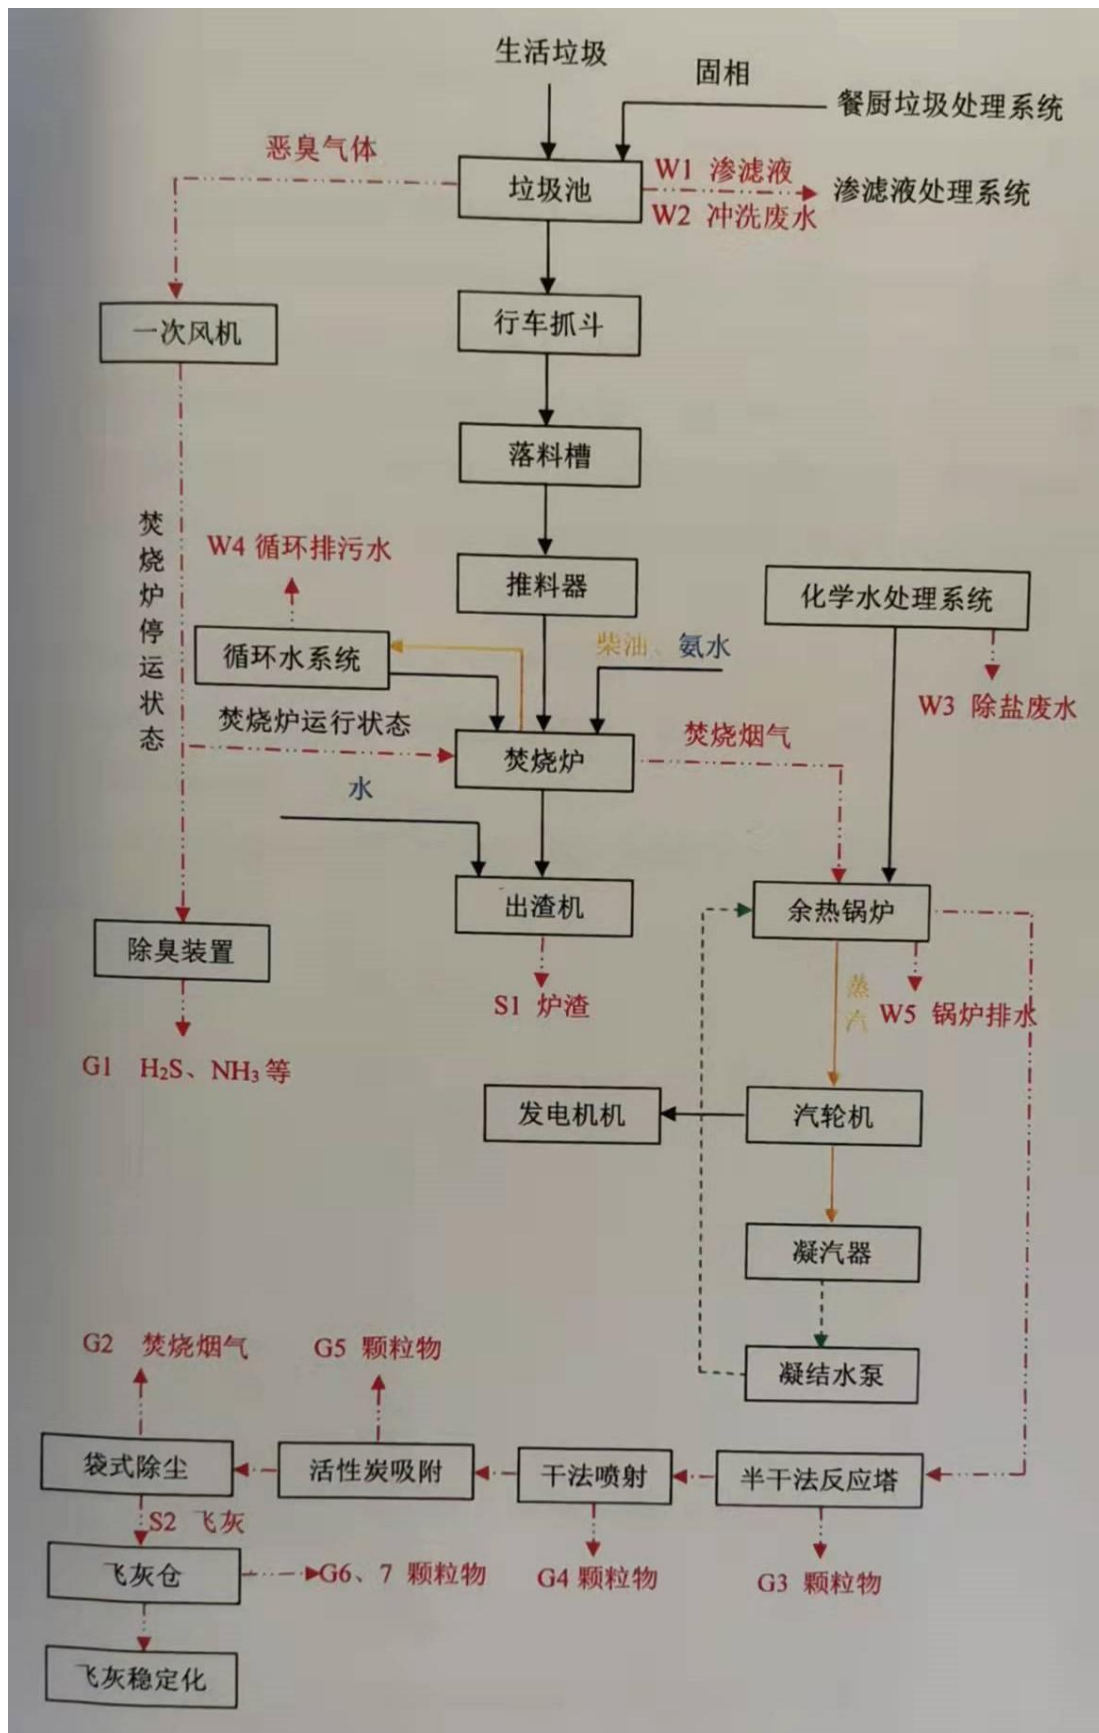 生活垃圾
固相
餐厨垃圾处理系统
恶臭气体
垃圾池
W1 渗滤液
W2 冲洗废水
渗滤液处理系统
一次风机
行车抓斗
落料槽
焚烧炉停运状态
W4 循环排污水
推料器
化学水处理系统
循环水系统
柴油、氨水
W3 除盐废水
焚烧炉运行状态
焚烧炉
焚烧烟气
水
出渣机
余热锅炉
除臭装置
S1 炉渣
蒸汽
W5 锅炉排水
G1 H₂S、NH₃等
发电机机
汽轮机
凝汽器
G2 焚烧烟气
G5 颗粒物
凝结水泵
袋式除尘
活性炭吸附
干法喷射
半干法反应塔
S2 飞灰
飞灰仓
G6、7 颗粒物
G4 颗粒物
G3 颗粒物
飞灰稳定化